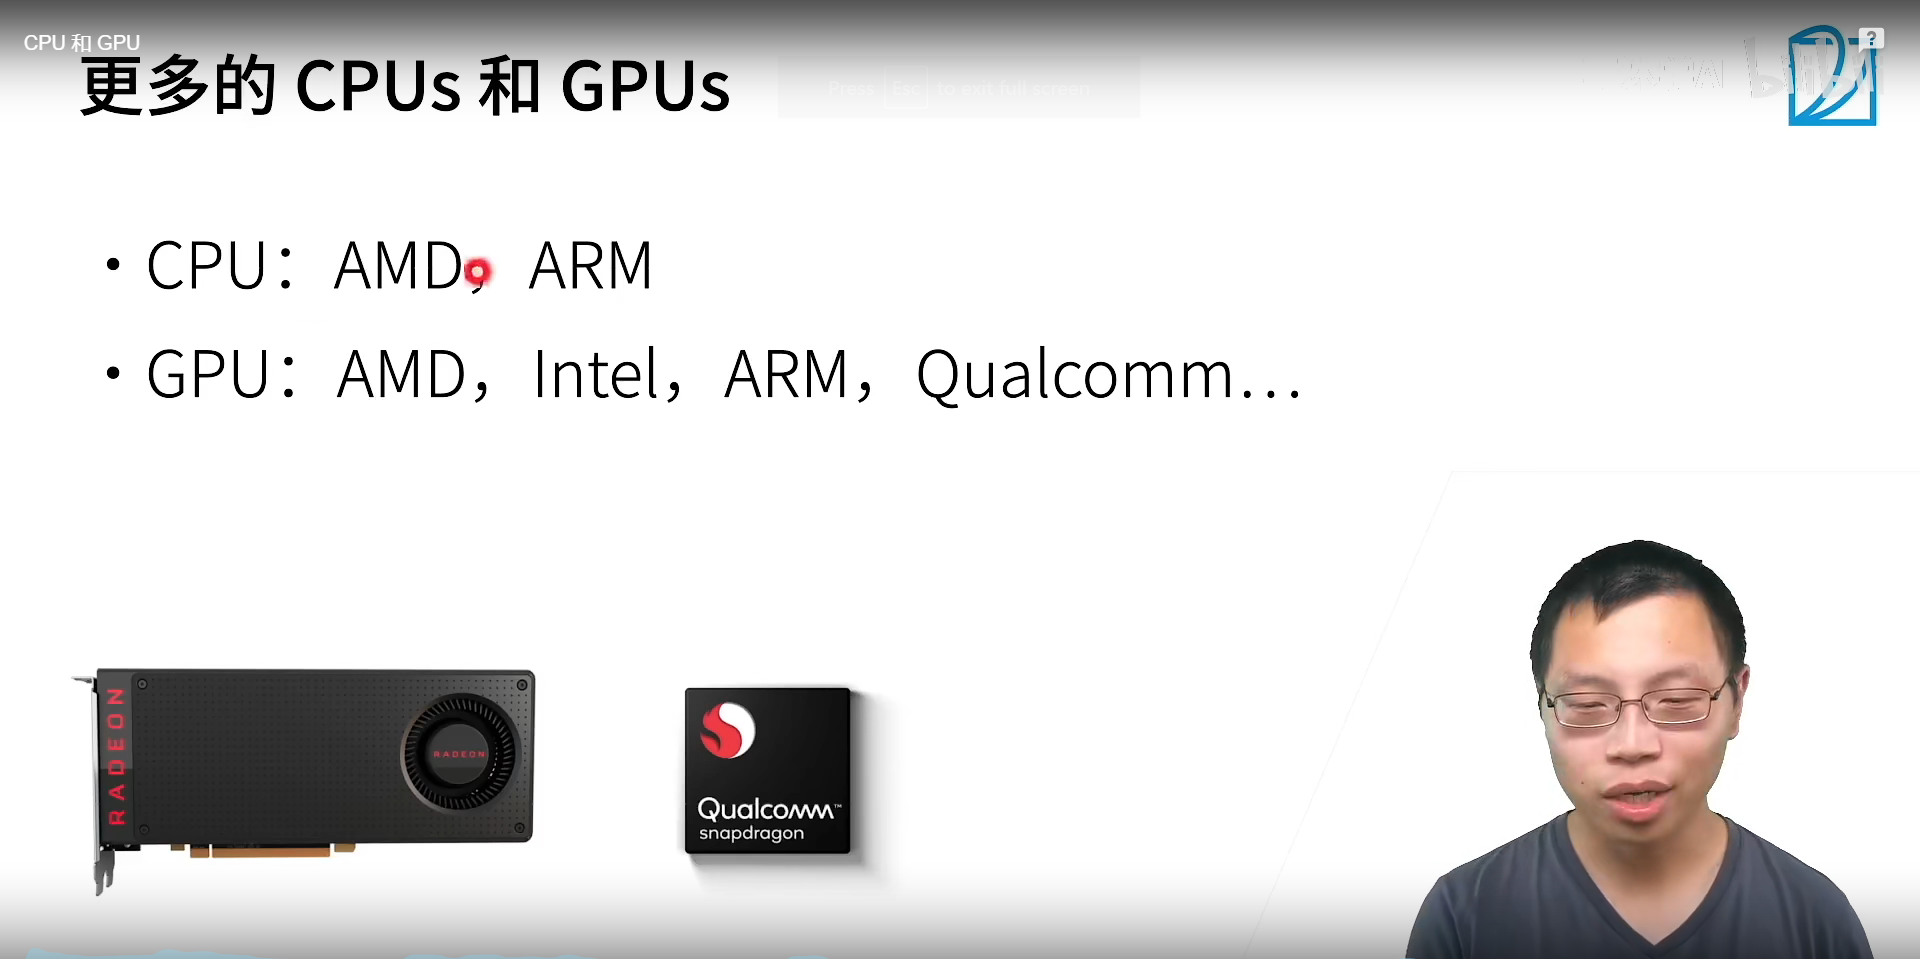 CPU 和 GPU
更多的 CPUs 和 GPUs
Press Esc to exit full screen
• CPU：AMD，ARM
• GPU：AMD，Intel，ARM，Qualcomm…
RADEON
RADEON
Qualcomm™
snapdragon